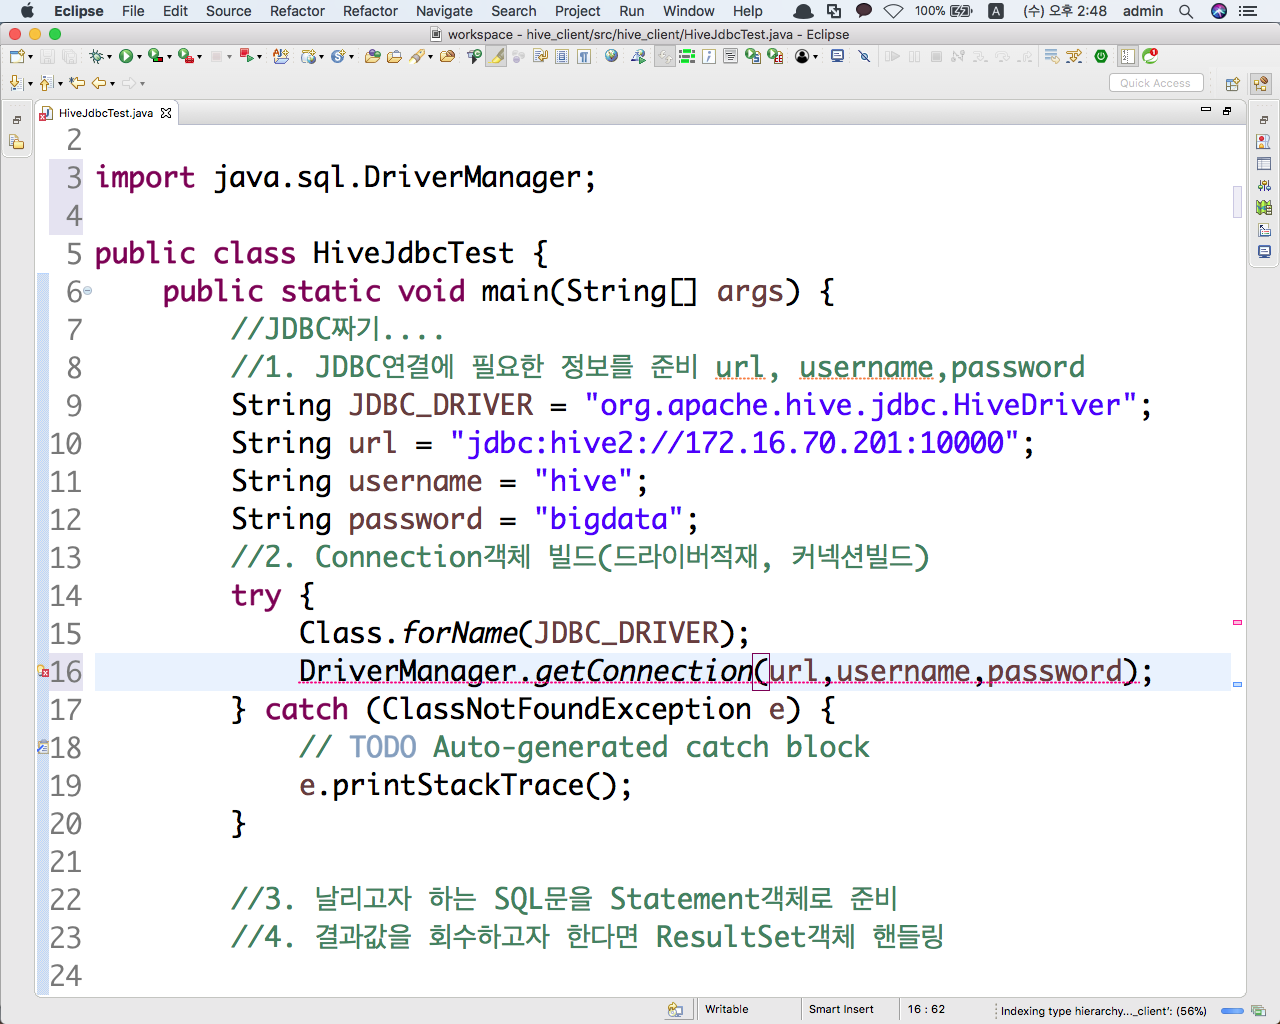 Eclipse File Edit Source Refactor Refactor Navigate Search Project Run Window Help 100% A (수) 오후 2:48 admin
workspace - hive_client/src/hive_client/HiveJdbcTest.java - Eclipse
Quick Access
HiveJdbcTest.java
2
3 import java.sql.DriverManager;
4
5 public class HiveJdbcTest {
6 public static void main(String[] args) {
7 //JDBC짜기....
8 //1. JDBC연결에 필요한 정보를 준비 url, username,password
9 String JDBC_DRIVER = "org.apache.hive.jdbc.HiveDriver";
10 String url = "jdbc:hive2://172.16.70.201:10000";
11 String username = "hive";
12 String password = "bigdata";
13 //2. Connection객체 빌드(드라이버적재, 커넥션빌드)
14 try {
15 Class.forName(JDBC_DRIVER);
16 DriverManager.getConnection(url,username,password);
17 } catch (ClassNotFoundException e) {
18 // TODO Auto-generated catch block
19 e.printStackTrace();
20 }
21
22 //3. 날리고자 하는 SQL문을 Statement객체로 준비
23 //4. 결과값을 회수하고자 한다면 ResultSet객체 핸들링
24
Writable Smart Insert 16 : 62 Indexing type hierarchy..._client': (56%)